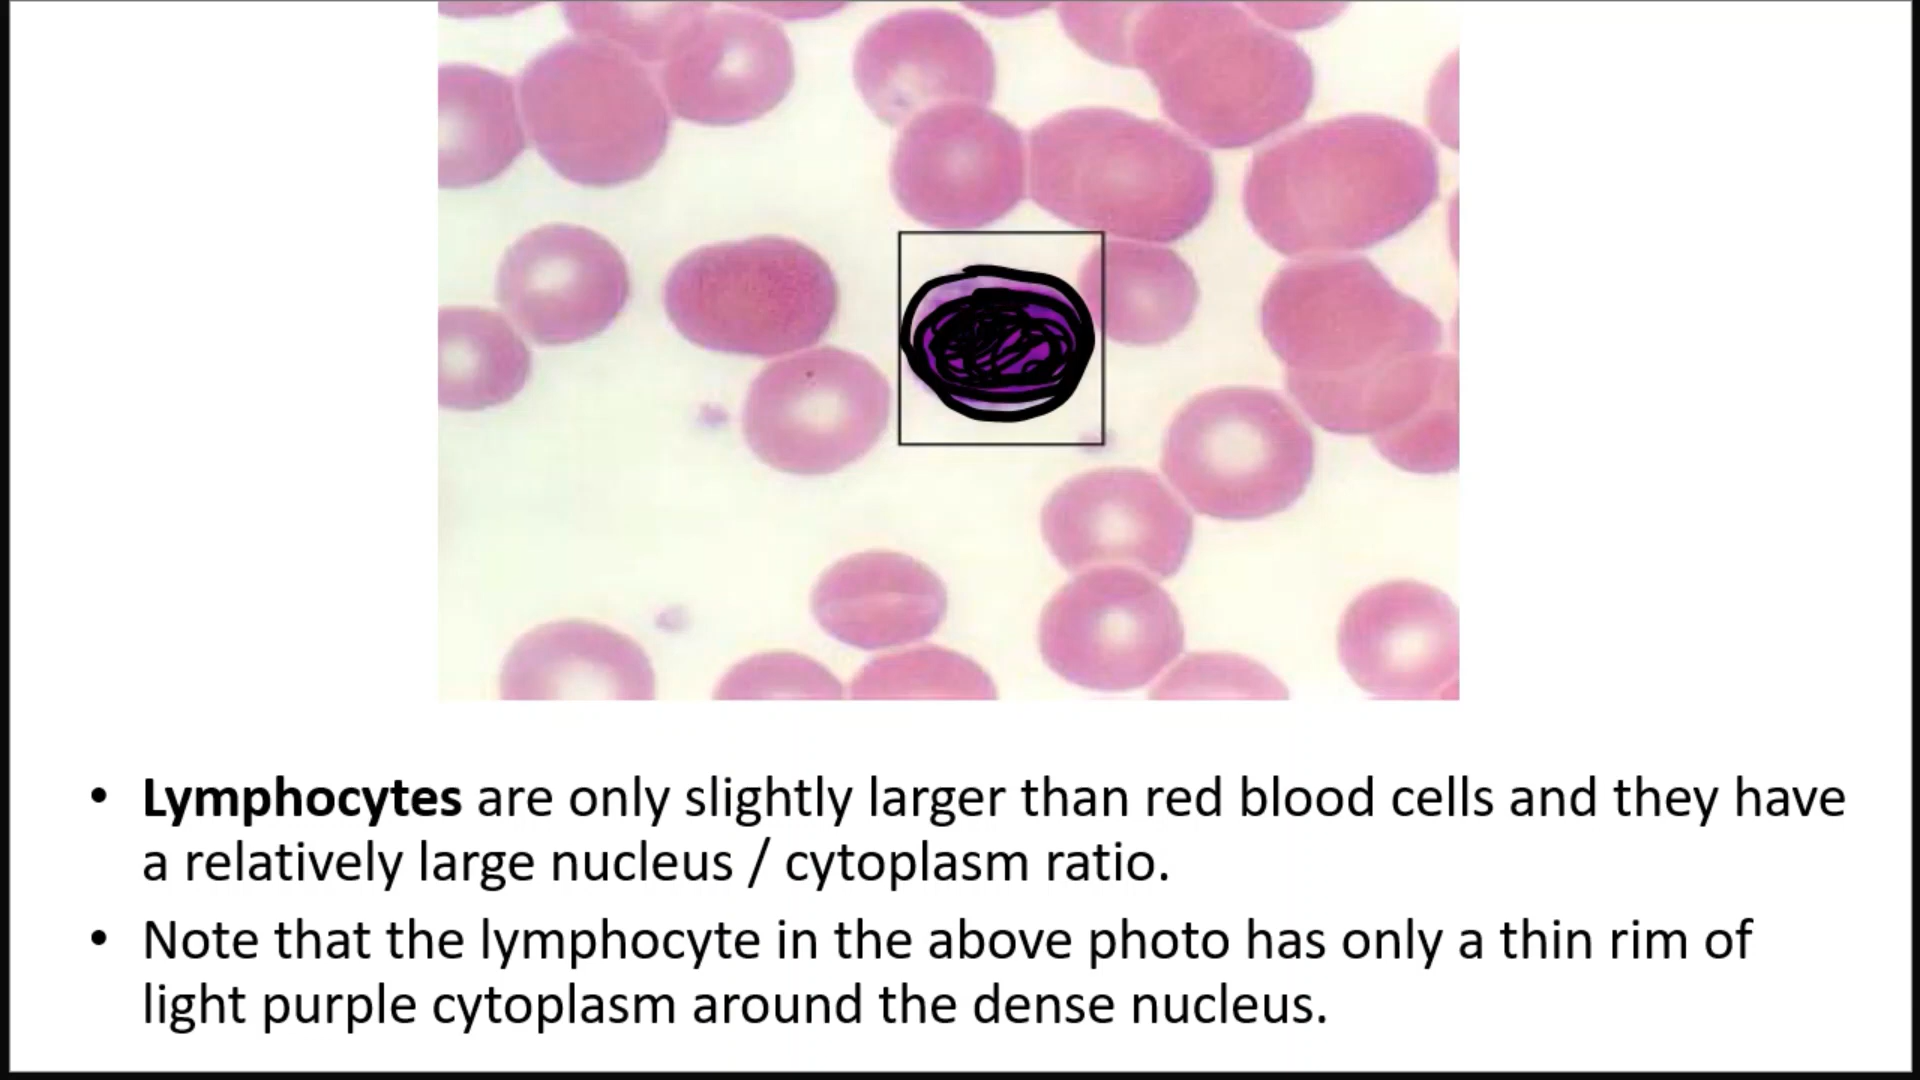 • Lymphocytes are only slightly larger than red blood cells and they have
a relatively large nucleus / cytoplasm ratio.
• Note that the lymphocyte in the above photo has only a thin rim of
light purple cytoplasm around the dense nucleus.